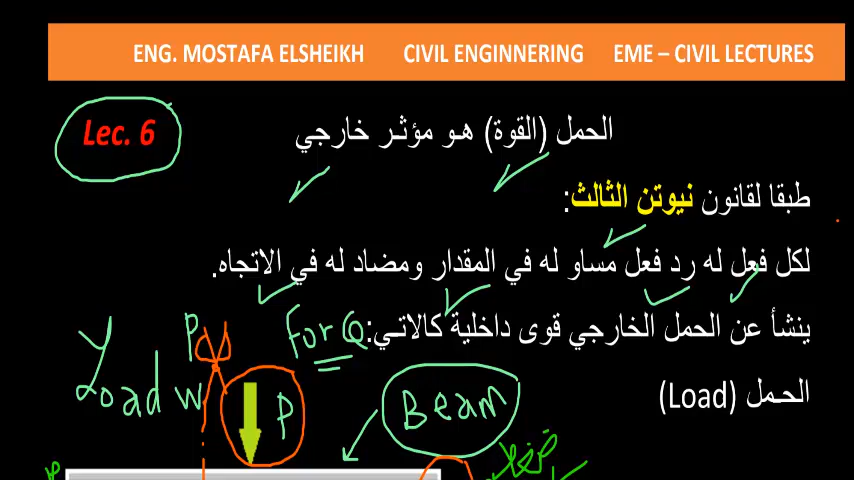 ENG. MOSTAFA ELSHEIKH CIVIL ENGINNERING EME – CIVIL LECTURES
Lec. 6
الحمل (القوة) هو مؤثر خارجي
طبقا لقانون نيوتن الثالث:
لكل فعل له رد فعل مساو له في المقدار ومضاد له في الاتجاه.
ينشأ عن الحمل الخارجي قوى داخلية كالاتي:
For
الحمل (Load)
Load w
P
Beam
ضغط